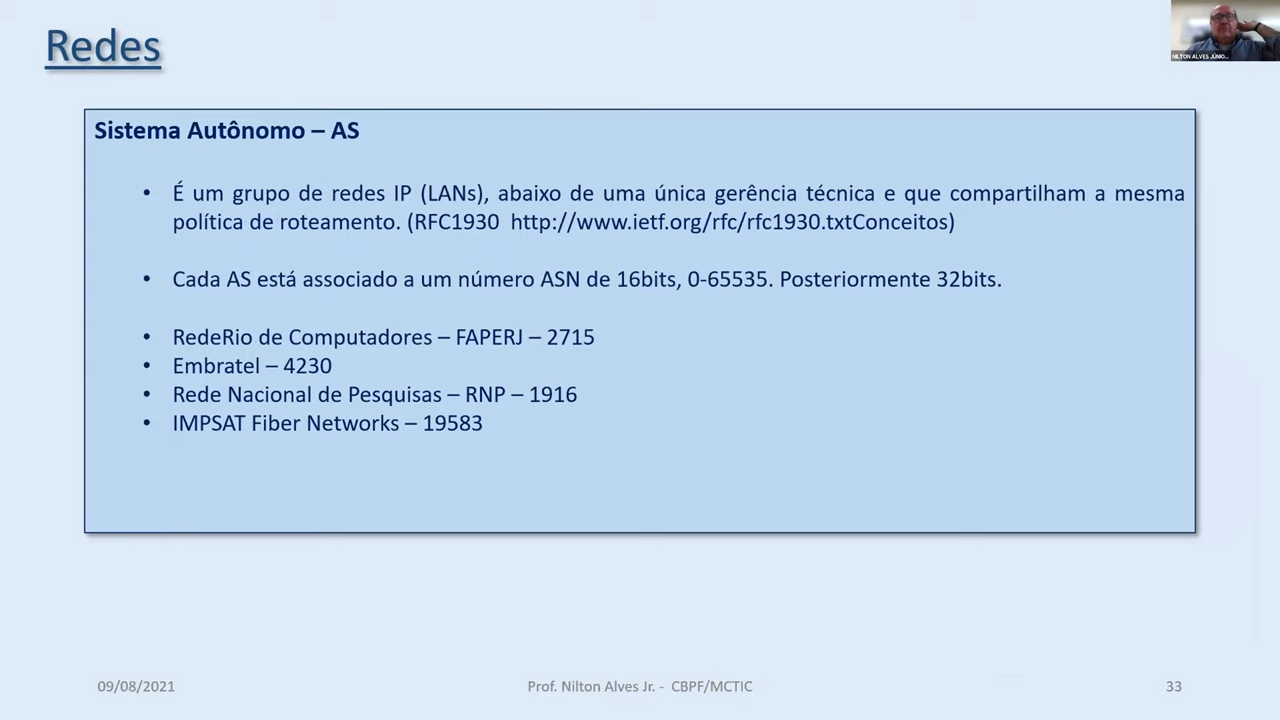 Redes
NILTON ALVES JÚNIO...
Sistema Autônomo – AS
• É um grupo de redes IP (LANs), abaixo de uma única gerência técnica e que compartilham a mesma
política de roteamento. (RFC1930 http://www.ietf.org/rfc/rfc1930.txtConceitos)
• Cada AS está associado a um número ASN de 16bits, 0-65535. Posteriormente 32bits.
• RedeRio de Computadores – FAPERJ – 2715
• Embratel – 4230
• Rede Nacional de Pesquisas – RNP – 1916
• IMPSAT Fiber Networks – 19583
09/08/2021
Prof. Nilton Alves Jr. - CBPF/MCTIC
33